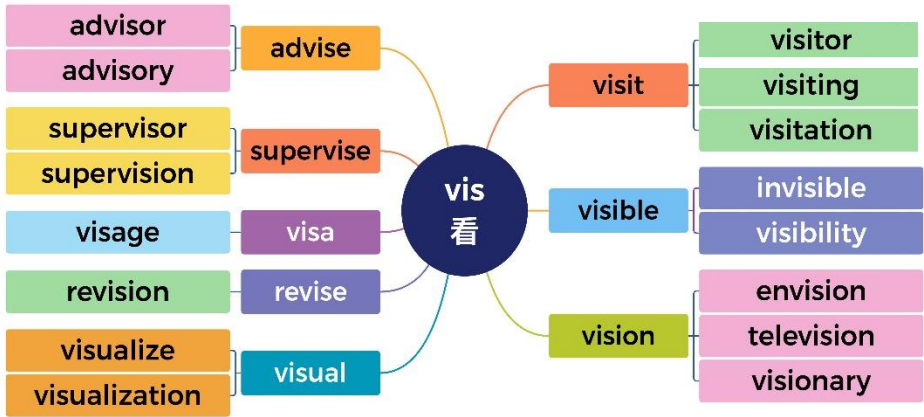 vis
看
advise
advisor
advisory
supervise
supervisor
supervision
visa
visage
revise
revision
visual
visualize
visualization
visit
visitor
visiting
visitation
visible
invisible
visibility
vision
envision
television
visionary